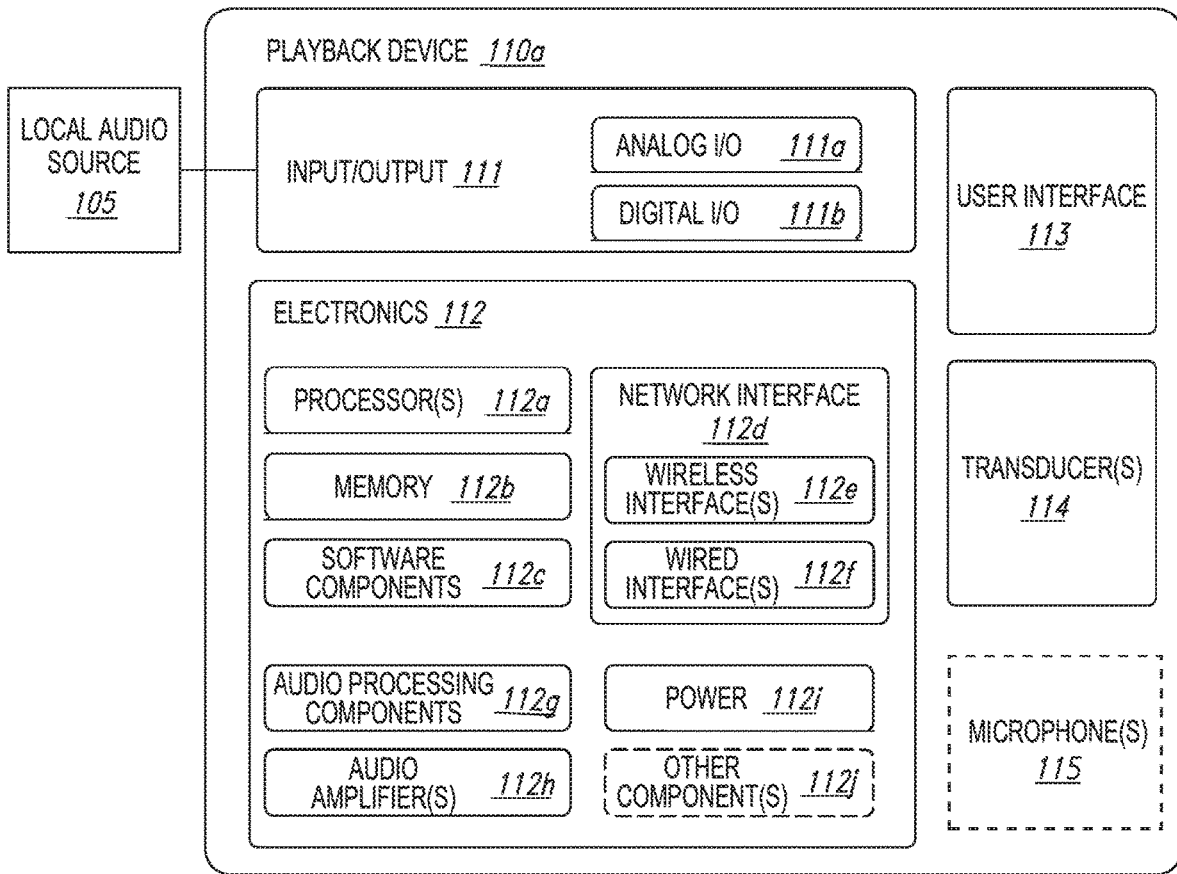 PLAYBACK DEVICE 110a
LOCAL AUDIO
SOURCE
105
INPUT/OUTPUT 111
ANALOG I/O 111a
DIGITAL I/O 111b
USER INTERFACE
113
ELECTRONICS 112
PROCESSOR(S) 112a
MEMORY 112b
SOFTWARE
COMPONENTS 112c
NETWORK INTERFACE
112d
WIRELESS
INTERFACE(S) 112e
WIRED
INTERFACE(S) 112f
TRANSDUCER(S)
114
AUDIO PROCESSING
COMPONENTS 112g
AUDIO
AMPLIFIER(S) 112h
POWER 112i
OTHER
COMPONENT(S) 112j
MICROPHONE(S)
115